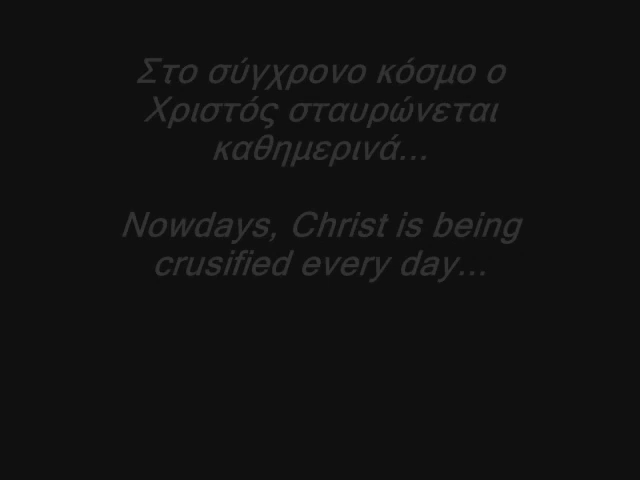 Στο σύγχρονο κόσμο ο
Χριστός σταυρώνεται
καθημερινά...
Nowdays, Christ is being
crusified every day...